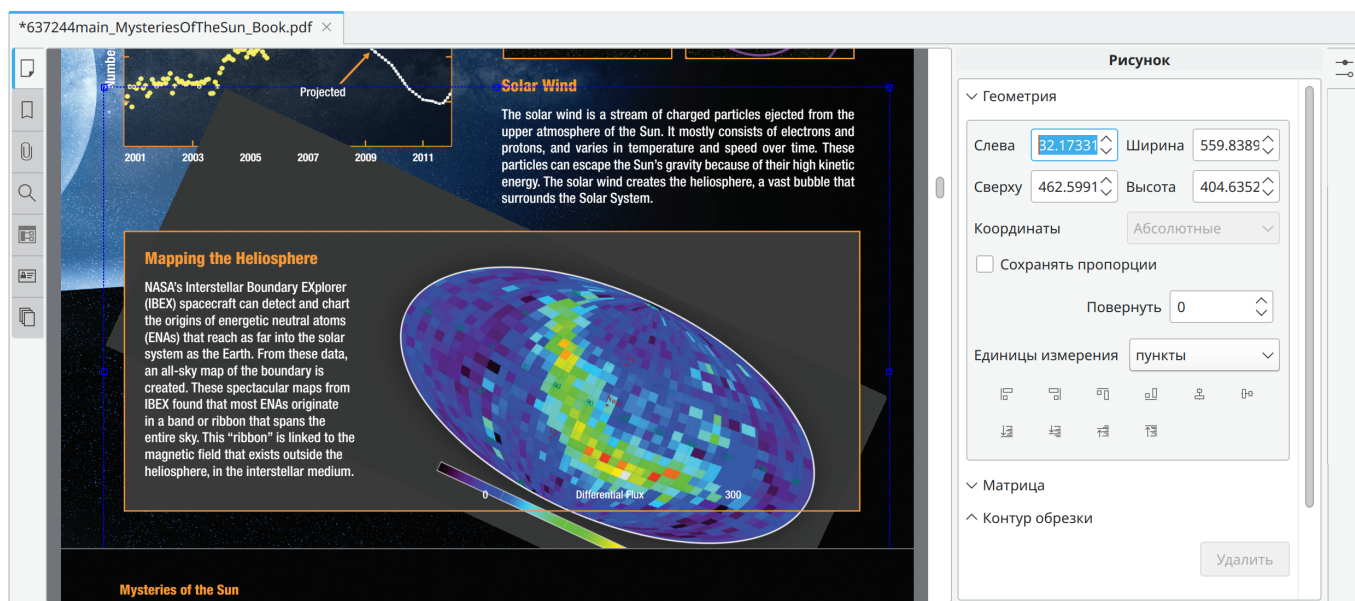 *637244main_MysteriesOfTheSun_Book.pdf
Numbe
Projected
2001 2003 2005 2007 2009 2011
Solar Wind
The solar wind is a stream of charged particles ejected from the
upper atmosphere of the Sun. It mostly consists of electrons and
protons, and varies in temperature and speed over time. These
particles can escape the Sun's gravity because of their high kinetic
energy. The solar wind creates the heliosphere, a vast bubble that
surrounds the Solar System.
Mapping the Heliosphere
NASA's Interstellar Boundary EXplorer
(IBEX) spacecraft can detect and chart
the origins of energetic neutral atoms
(ENAs) that reach as far into the solar
system as the Earth. From these data,
an all-sky map of the boundary is
created. These spectacular maps from
IBEX found that most ENAs originate
in a band or ribbon that spans the
entire sky. This “ribbon” is linked to the
magnetic field that exists outside the
heliosphere, in the interstellar medium.
0 Differential Flux 300
Mysteries of the Sun
Рисунок
Геометрия
Слева 32.17331 Ширина 559.8389
Сверху 462.5991 Высота 404.6352
Координаты Абсолютные
Сохранять пропорции
Повернуть 0
Единицы измерения пункты
Матрица
Контур обрезки
Удалить